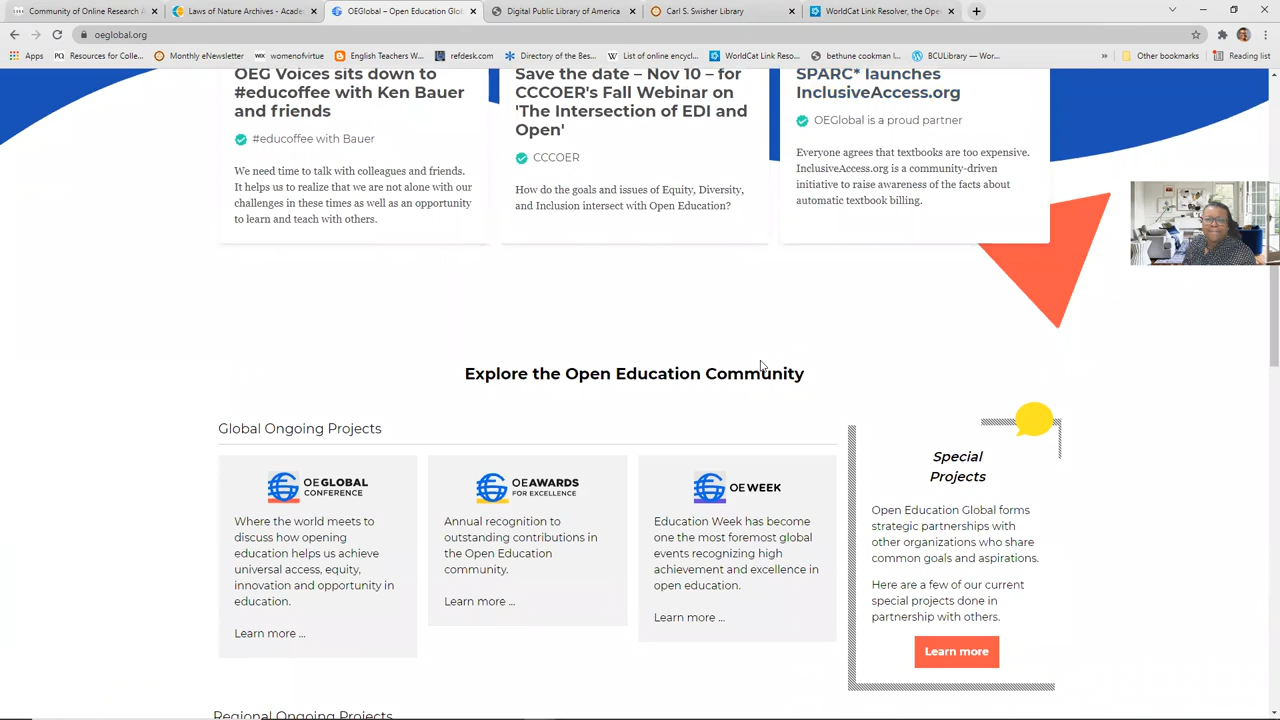 Community of Online Research A
Laws of Nature Archives - Acade
OEGlobal – Open Education Glo
Digital Public Library of America
Carl S. Swisher Library
WorldCat Link Resolver, the Ope
oeglobal.org
Apps
Resources for Colle...
Monthly eNewsletter
womenofvirtue
English Teachers W...
refdesk.com
Directory of the Bes...
List of online encycl...
WorldCat Link Reso...
bethune cookman l...
BCULibrary — Wor...
»
Other bookmarks
Reading list
OEG Voices sits down to
#educoffee with Ken Bauer
and friends
#educoffee with Bauer
We need time to talk with colleagues and friends.
It helps us to realize that we are not alone with our
challenges in these times as well as an opportunity
to learn and teach with others.
Save the date – Nov 10 – for
CCCOER's Fall Webinar on
'The Intersection of EDI and
Open'
CCCOER
How do the goals and issues of Equity, Diversity,
and Inclusion intersect with Open Education?
SPARC* launches
InclusiveAccess.org
OEGlobal is a proud partner
Everyone agrees that textbooks are too expensive.
InclusiveAccess.org is a community-driven
initiative to raise awareness of the facts about
automatic textbook billing.
Explore the Open Education Community
Global Ongoing Projects
OEGLOBAL
CONFERENCE
Where the world meets to
discuss how opening
education helps us achieve
universal access, equity,
innovation and opportunity in
education.
Learn more ...
OEAWARDS
FOR EXCELLENCE
Annual recognition to
outstanding contributions in
the Open Education
community.
Learn more ...
OEWEEK
Education Week has become
one the most foremost global
events recognizing high
achievement and excellence in
open education.
Learn more ...
Special
Projects
Open Education Global forms
strategic partnerships with
other organizations who share
common goals and aspirations.
Here are a few of our current
special projects done in
partnership with others.
Learn more
Regional Ongoing Projects